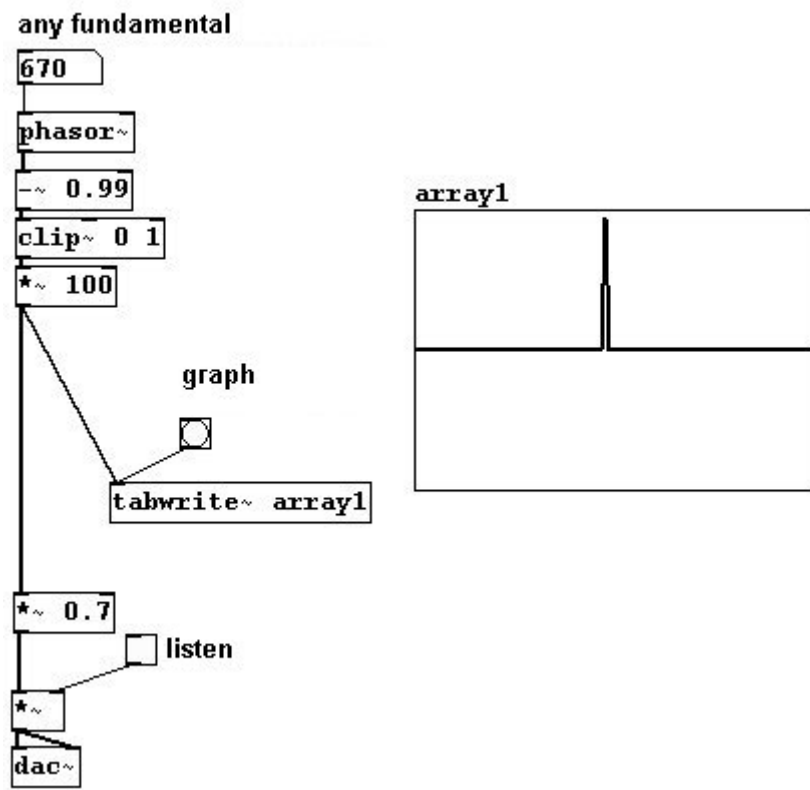 any fundamental
670
phasor~
-~ 0.99
clip~ 0 1
*~ 100
array1
graph
tabwrite~ array1
*~ 0.7
listen
*~
dac~